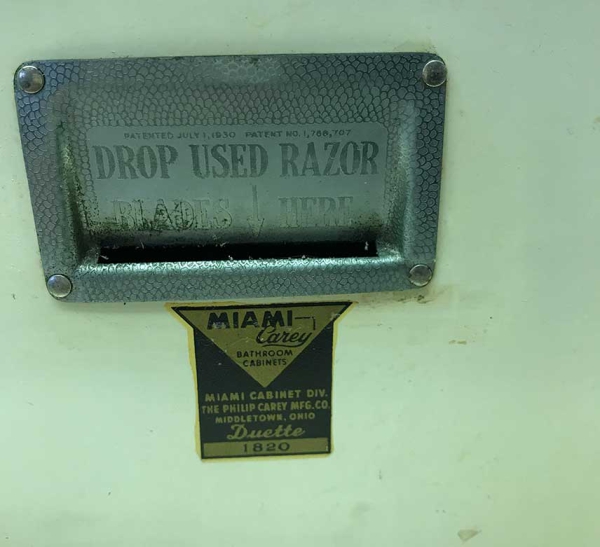 PATENTED JULY 1, 1930 PATENT NO. 1,768,707
DROP USED RAZOR
BLADES ↓ HERE
MIAMI-
Carey
BATHROOM
CABINETS
MIAMI CABINET DIV.
THE PHILIP CAREY MFG. CO.
MIDDLETOWN, OHIO
Duette
1820